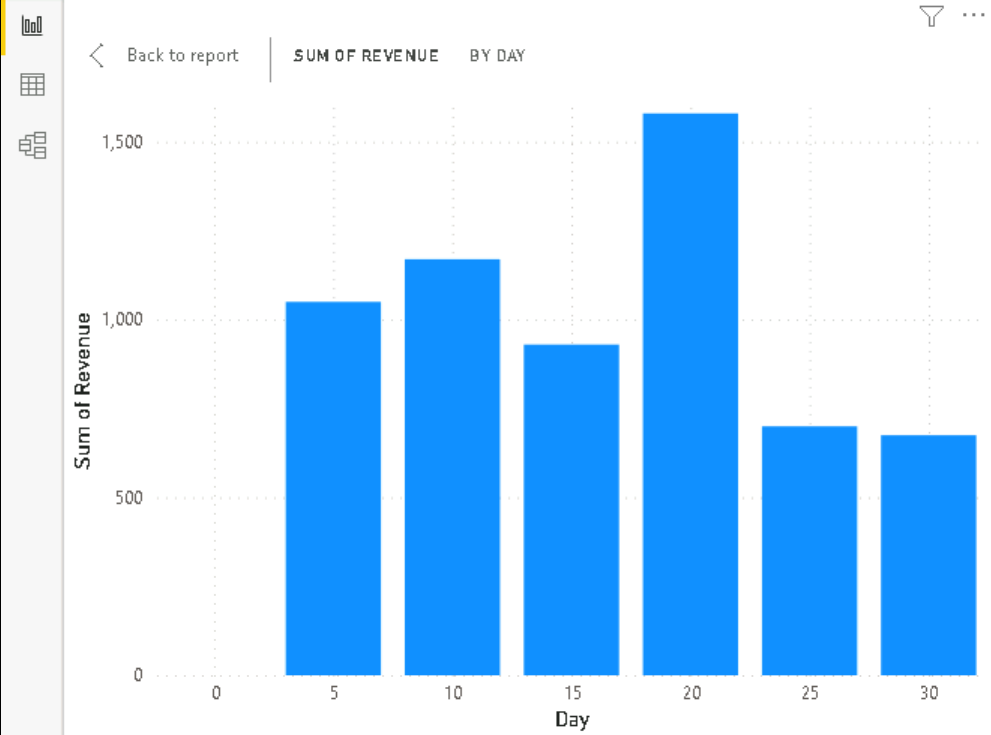 Back to report
SUM OF REVENUE
BY DAY
1,500
1,000
500
0
Sum of Revenue
0 5 10 15 20 25 30
Day